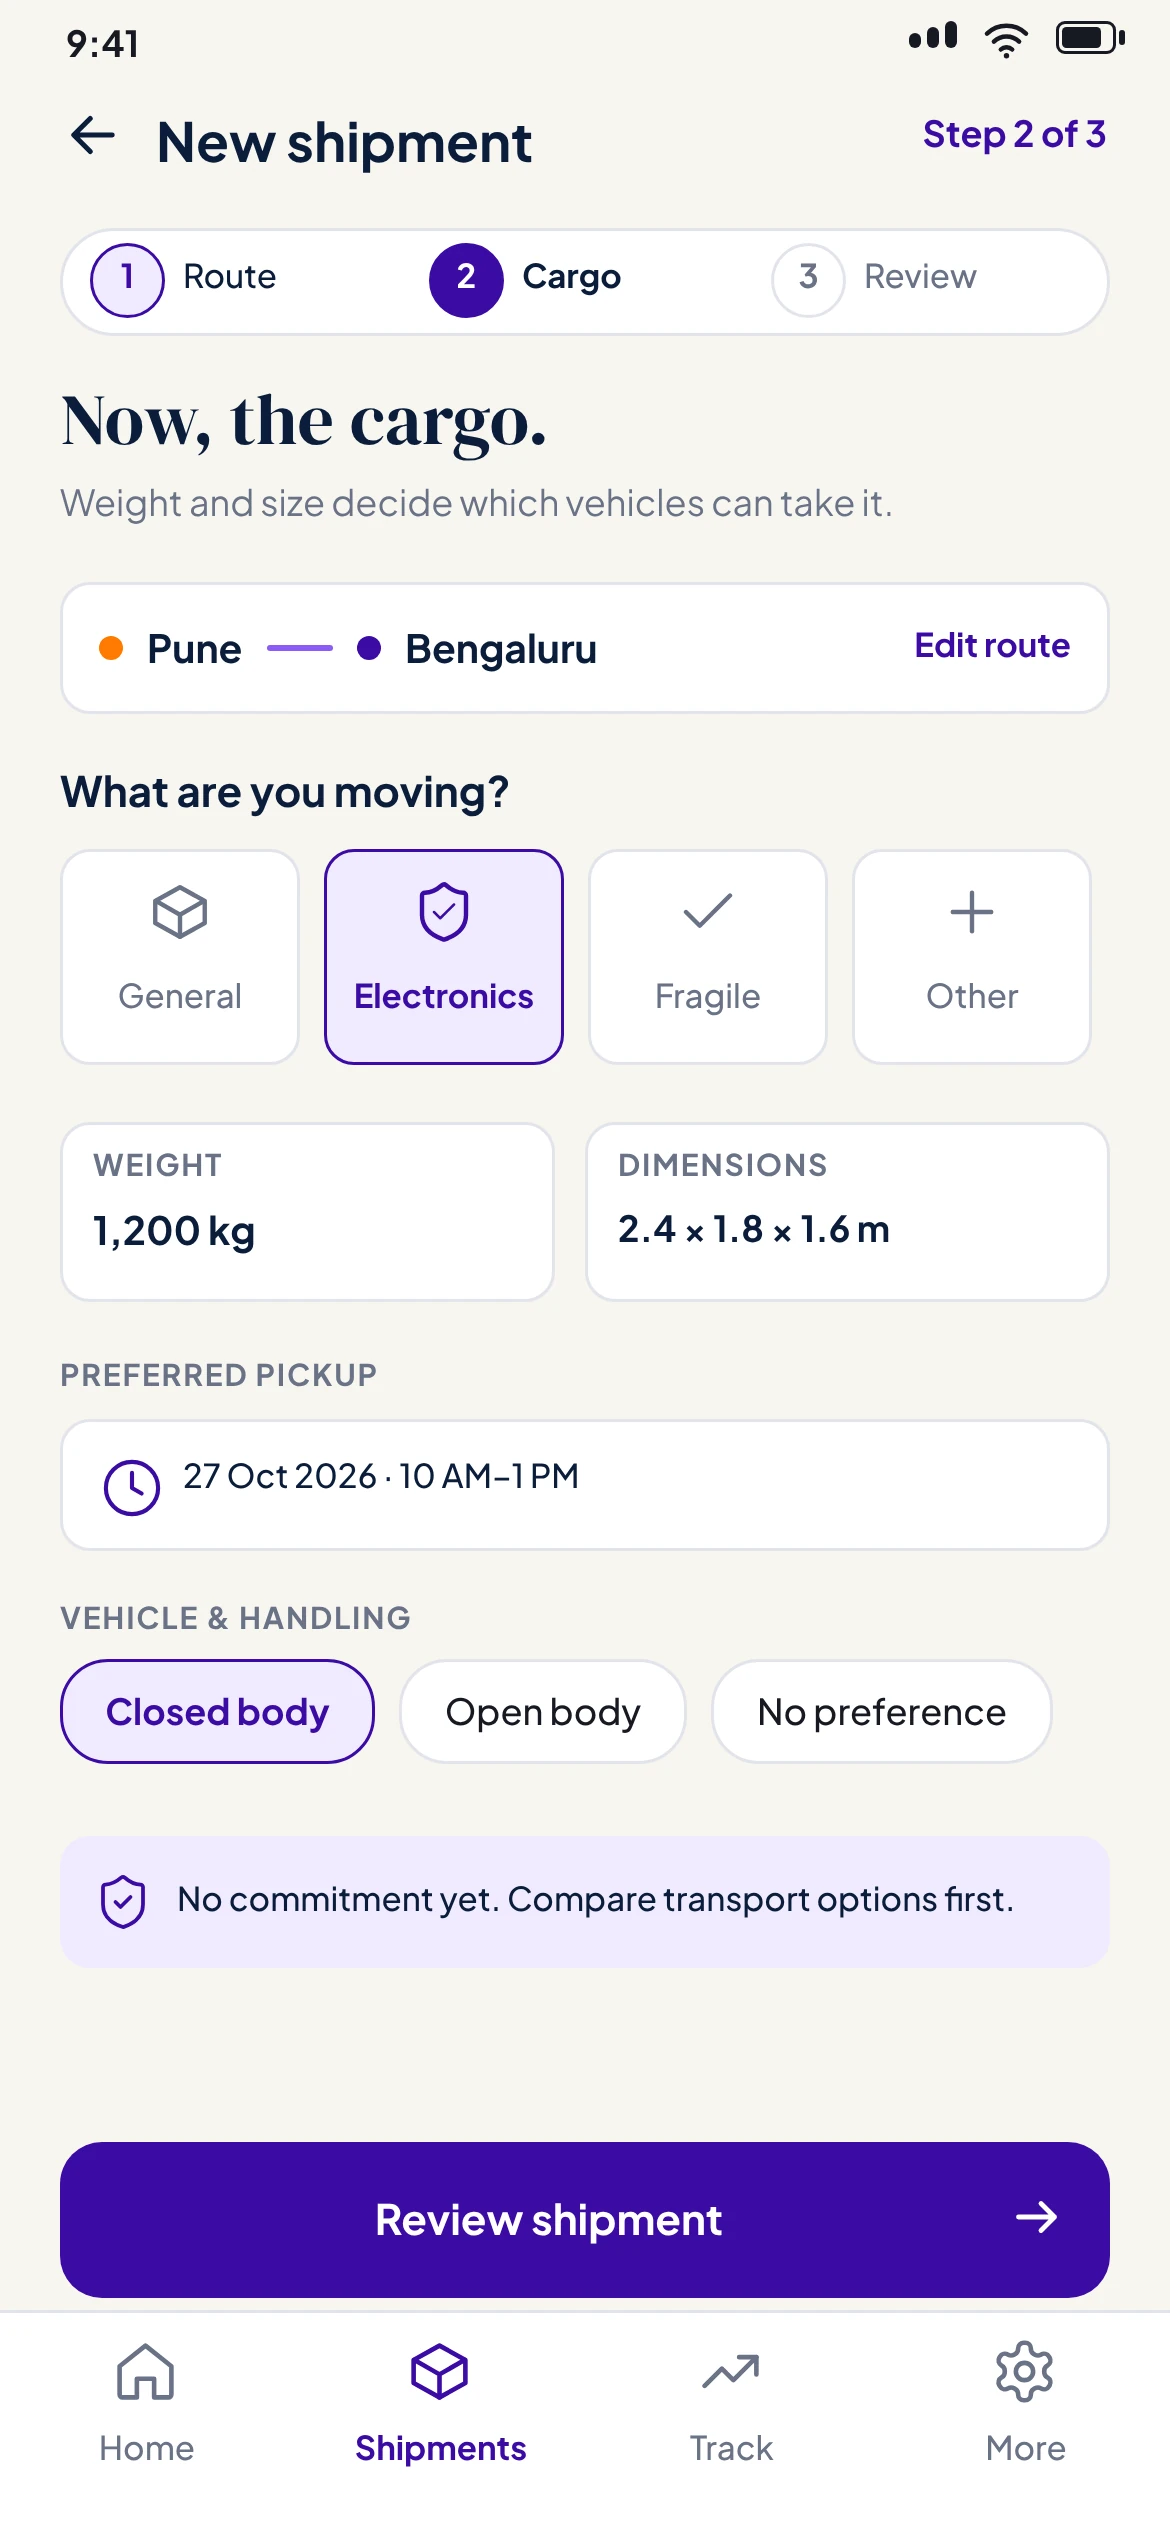 9:41
New shipment
Step 2 of 3
1 Route 2 Cargo 3 Review
Now, the cargo.
Weight and size decide which vehicles can take it.
Pune Bengaluru Edit route
What are you moving?
General Electronics Fragile Other
WEIGHT DIMENSIONS
1,200 kg 2.4 × 1.8 × 1.6 m
PREFERRED PICKUP
27 Oct 2026 · 10 AM–1 PM
VEHICLE & HANDLING
Closed body Open body No preference
No commitment yet. Compare transport options first.
Review shipment
Home Shipments Track More